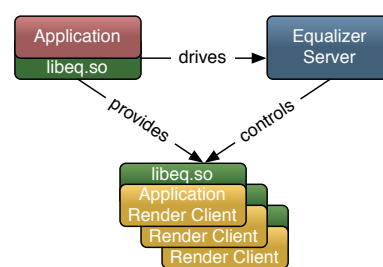 Application
libeq.so
drives
Equalizer
Server
provides
controls
libeq.so
Application
Render Client
Render Client
Render Client